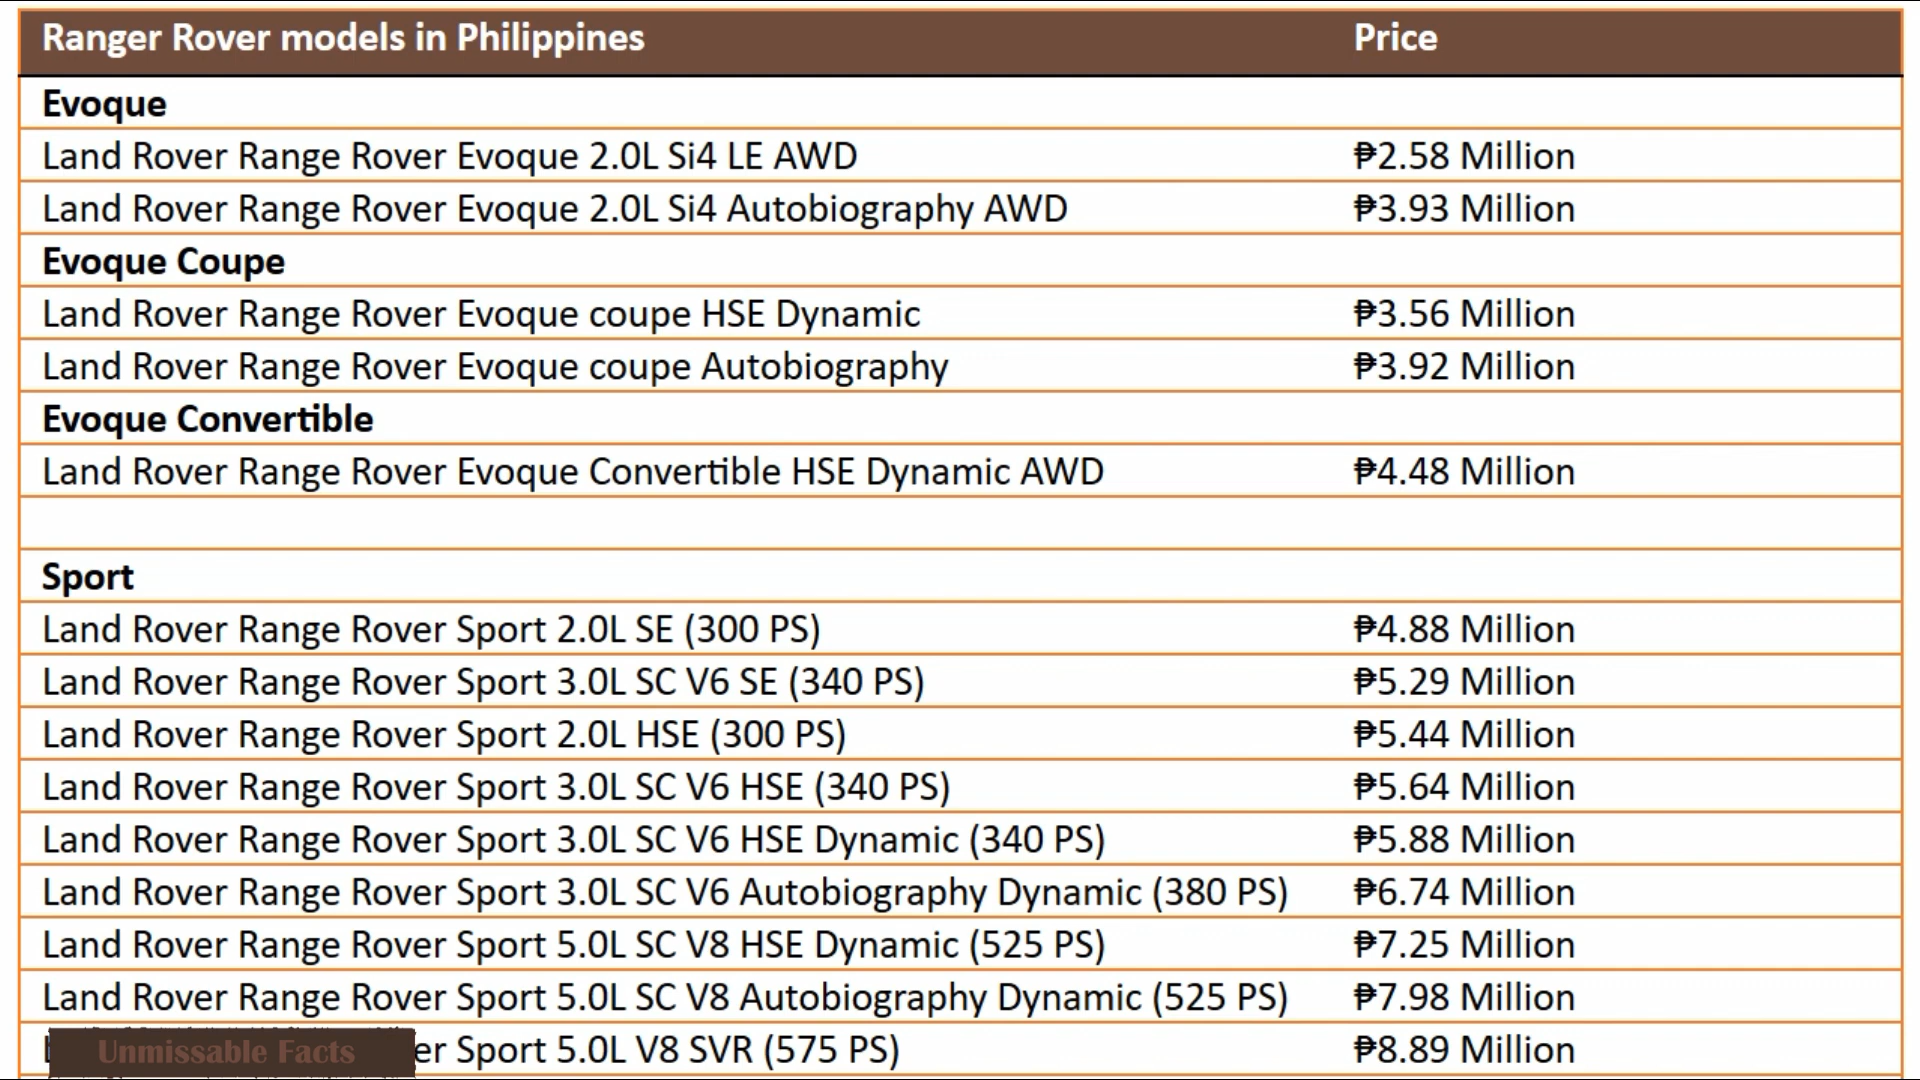 Ranger Rover models in Philippines Price
Evoque
Land Rover Range Rover Evoque 2.0L Si4 LE AWD ₱2.58 Million
Land Rover Range Rover Evoque 2.0L Si4 Autobiography AWD ₱3.93 Million
Evoque Coupe
Land Rover Range Rover Evoque coupe HSE Dynamic ₱3.56 Million
Land Rover Range Rover Evoque coupe Autobiography ₱3.92 Million
Evoque Convertible
Land Rover Range Rover Evoque Convertible HSE Dynamic AWD ₱4.48 Million
Sport
Land Rover Range Rover Sport 2.0L SE (300 PS) ₱4.88 Million
Land Rover Range Rover Sport 3.0L SC V6 SE (340 PS) ₱5.29 Million
Land Rover Range Rover Sport 2.0L HSE (300 PS) ₱5.44 Million
Land Rover Range Rover Sport 3.0L SC V6 HSE (340 PS) ₱5.64 Million
Land Rover Range Rover Sport 3.0L SC V6 HSE Dynamic (340 PS) ₱5.88 Million
Land Rover Range Rover Sport 3.0L SC V6 Autobiography Dynamic (380 PS) ₱6.74 Million
Land Rover Range Rover Sport 5.0L SC V8 HSE Dynamic (525 PS) ₱7.25 Million
Land Rover Range Rover Sport 5.0L SC V8 Autobiography Dynamic (525 PS) ₱7.98 Million
Unmissable Facts
er Sport 5.0L V8 SVR (575 PS) ₱8.89 Million